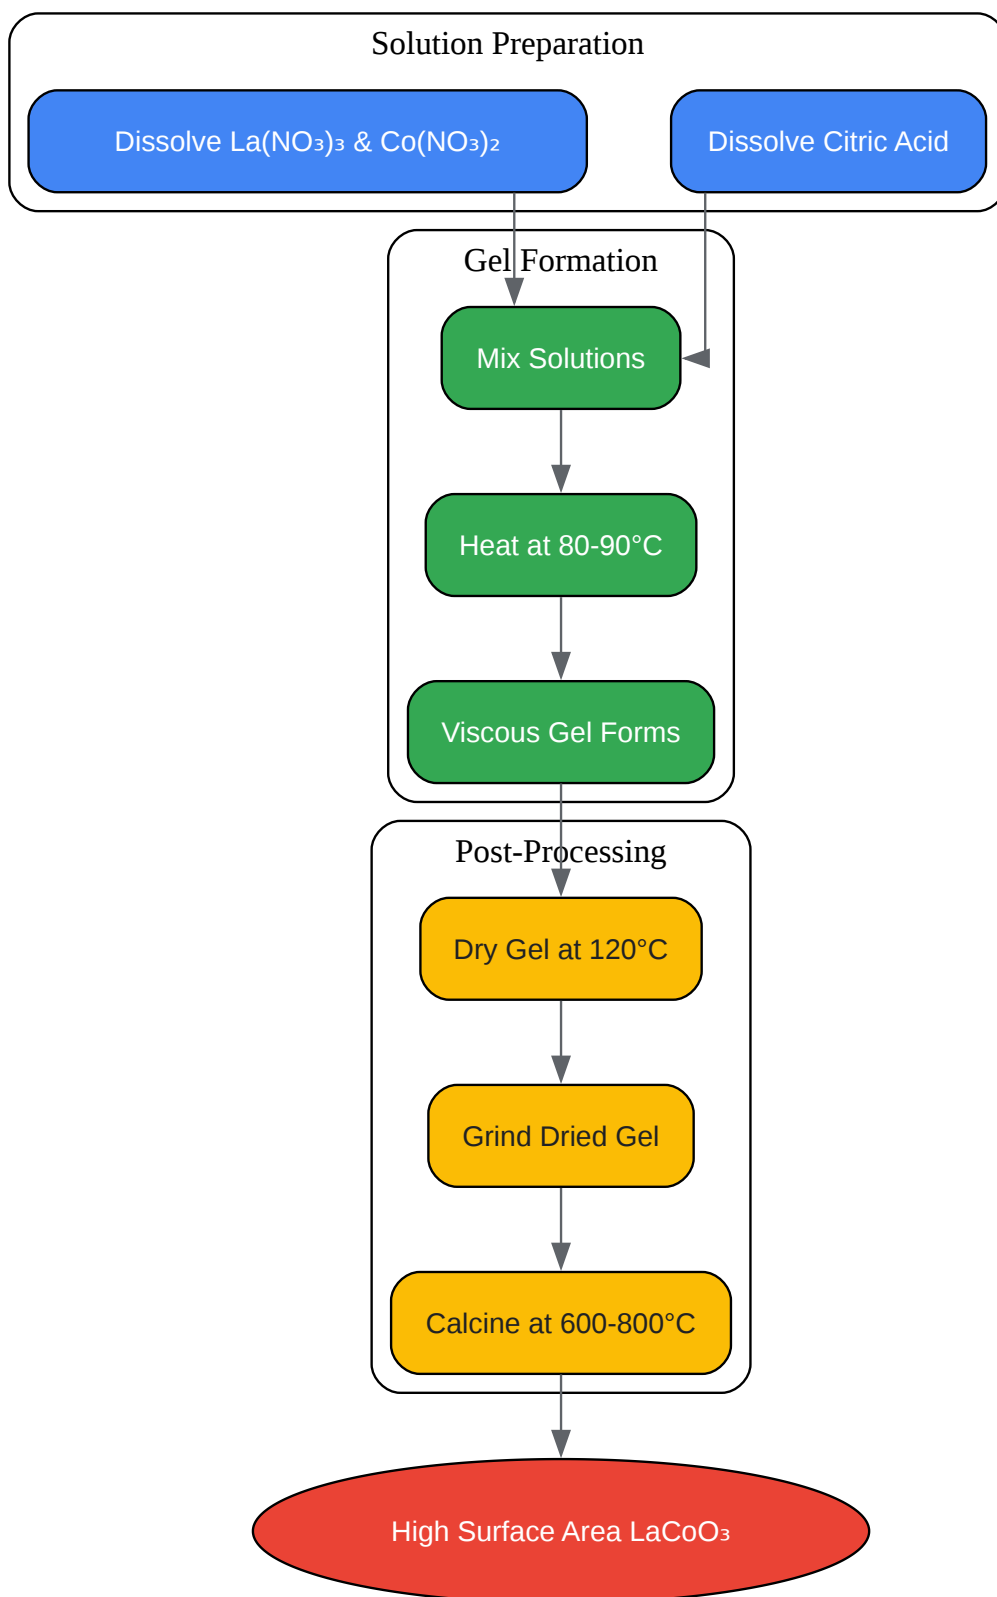 Solution Preparation
Dissolve La(NO₃)₃ & Co(NO₃)₂
Dissolve Citric Acid
Gel Formation
Mix Solutions
Heat at 80-90°C
Viscous Gel Forms
Post-Processing
Dry Gel at 120°C
Grind Dried Gel
Calcine at 600-800°C
High Surface Area LaCoO₃